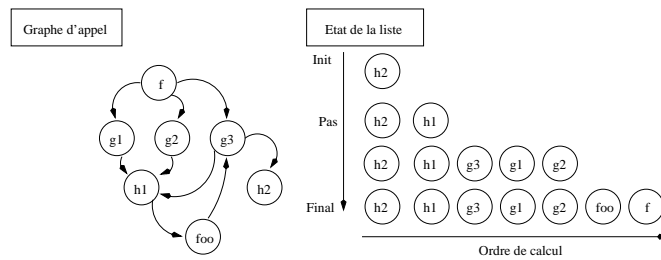 Graphe d'appel
f
g1 g2 g3
h1 h2
foo
Etat de la liste
Init
h2
Pas
h2 h1
h2 h1 g3 g1 g2
Final h2 h1 g3 g1 g2 foo f
Ordre de calcul